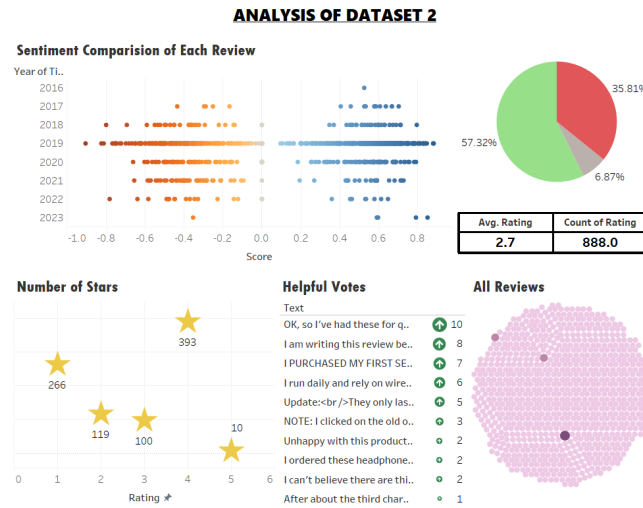 ANALYSIS OF DATASET 2
Sentiment Comparision of Each Review
Year of Ti..
2016
2017
2018
2019
2020
2021
2022
2023
-1.0 -0.8 -0.6 -0.4 -0.2 0.0 0.2 0.4 0.6 0.8
Score
35.81%
57.32%
6.87%
Avg. Rating Count of Rating
2.7 888.0
Number of Stars
393
266
119
100
10
0 1 2 3 4 5 6
Rating
Helpful Votes
Text
OK, so I've had these for q.. 10
I am writing this review be.. 8
I PURCHASED MY FIRST SE.. 7
I run daily and rely on wire.. 6
Update:<br />They only las.. 5
NOTE: I clicked on the old o.. 3
Unhappy with this product.. 2
I ordered these headphone.. 2
I can't believe there are thi.. 2
After about the third char.. 1
All Reviews